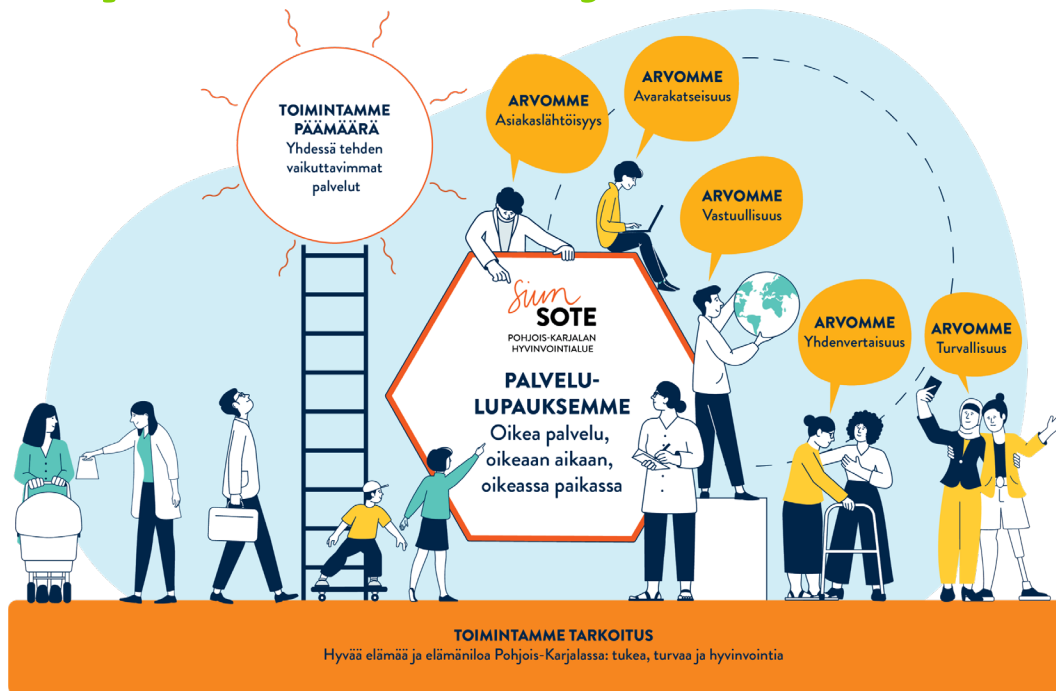 TOIMINTAMME
PÄÄMÄÄRÄ
Yhdessä tehden
vaikuttavimmat
palvelut
ARVOMME
Asiakaslähtöisyys
ARVOMME
Avarakatseisuus
ARVOMME
Vastuullisuus
ARVOMME
Yhdenvertaisuus
ARVOMME
Turvallisuus
Siun
SOTE
POHJOIS-KARJALAN
HYVINVOINTIALUE
PALVELU-
LUPAUKSEMME
Oikea palvelu,
oikeaan aikaan,
oikeassa paikassa
TOIMINTAMME TARKOITUS
Hyvää elämää ja elämäniloa Pohjois-Karjalassa: tukea, turvaa ja hyvinvointia